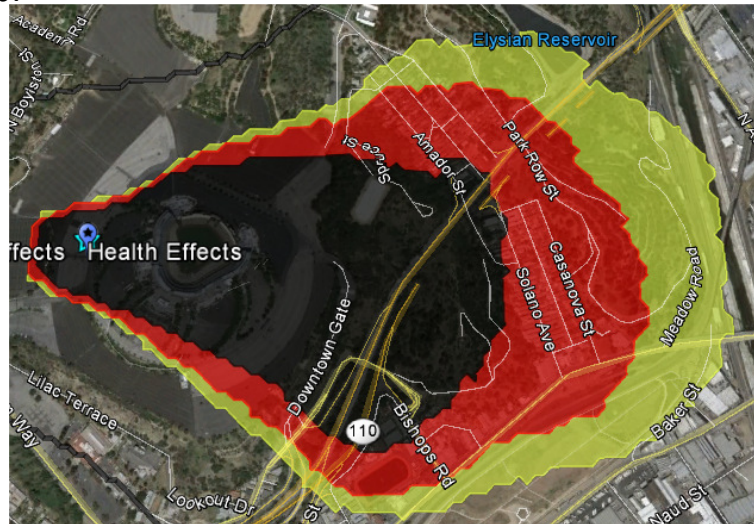 Academy Rd
N Boylston St
Elysian Reservoir
Spruce St
Amador St
Park Row St
ffects
Health Effects
Casanova St
Solano Ave
Meadow Road
Downtown Gate
Lilac Terrace
Way
110
Bishops Rd
Baker St
Lookout Dr
St
Naud St